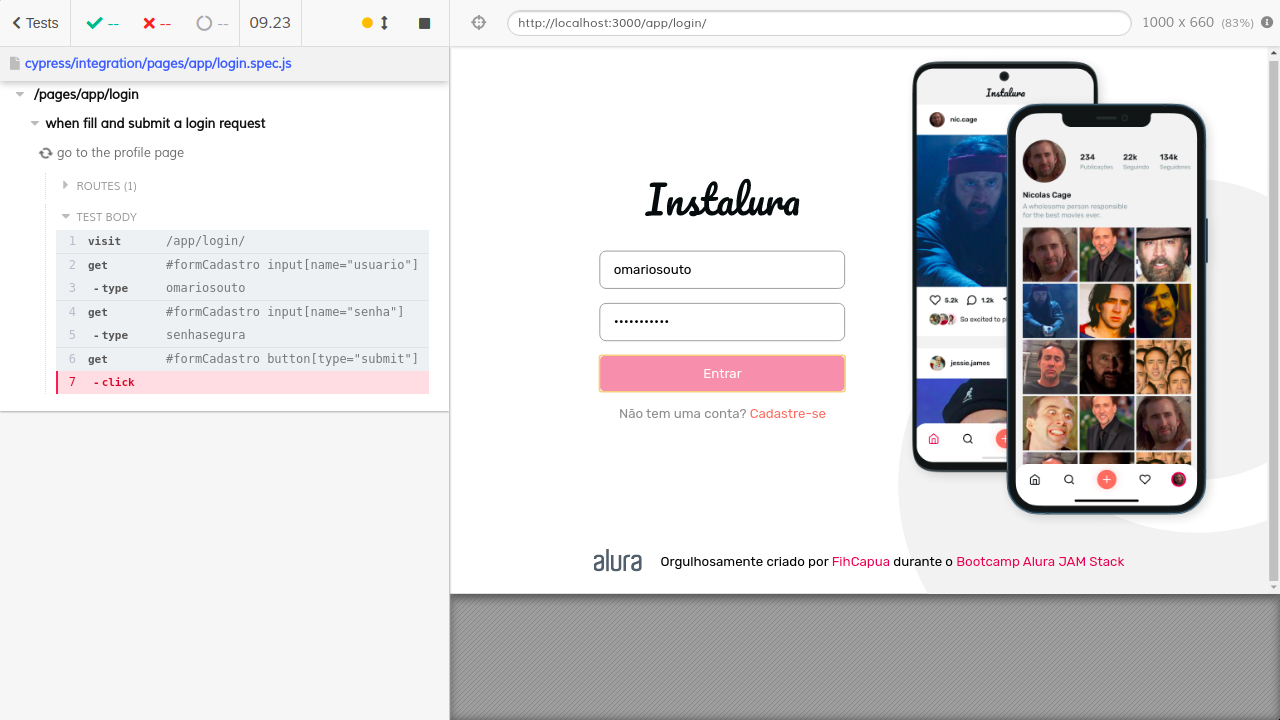 Tests
--
--
--
09.23
http://localhost:3000/app/login/
1000 x 660 (83%)
cypress/integration/pages/app/login.spec.js
/pages/app/login
when fill and submit a login request
go to the profile page
ROUTES (1)
TEST BODY
1 visit /app/login/
2 get #formCadastro input[name="usuario"]
3 - type omariosouto
4 get #formCadastro input[name="senha"]
5 - type senhasegura
6 get #formCadastro button[type="submit"]
7 - click
Instalura
omariosouto
•••••••••••
Entrar
Não tem uma conta? Cadastre-se
Instalura
nic.cage
5.2k 1.2k
So excited to p
jessie.james
234 22k 134k
Publicações Seguindo Seguidores
Nicolas Cage
A wholesome person responsible
for the best movies ever.
alura Orgulhosamente criado por FihCapua durante o Bootcamp Alura JAM Stack